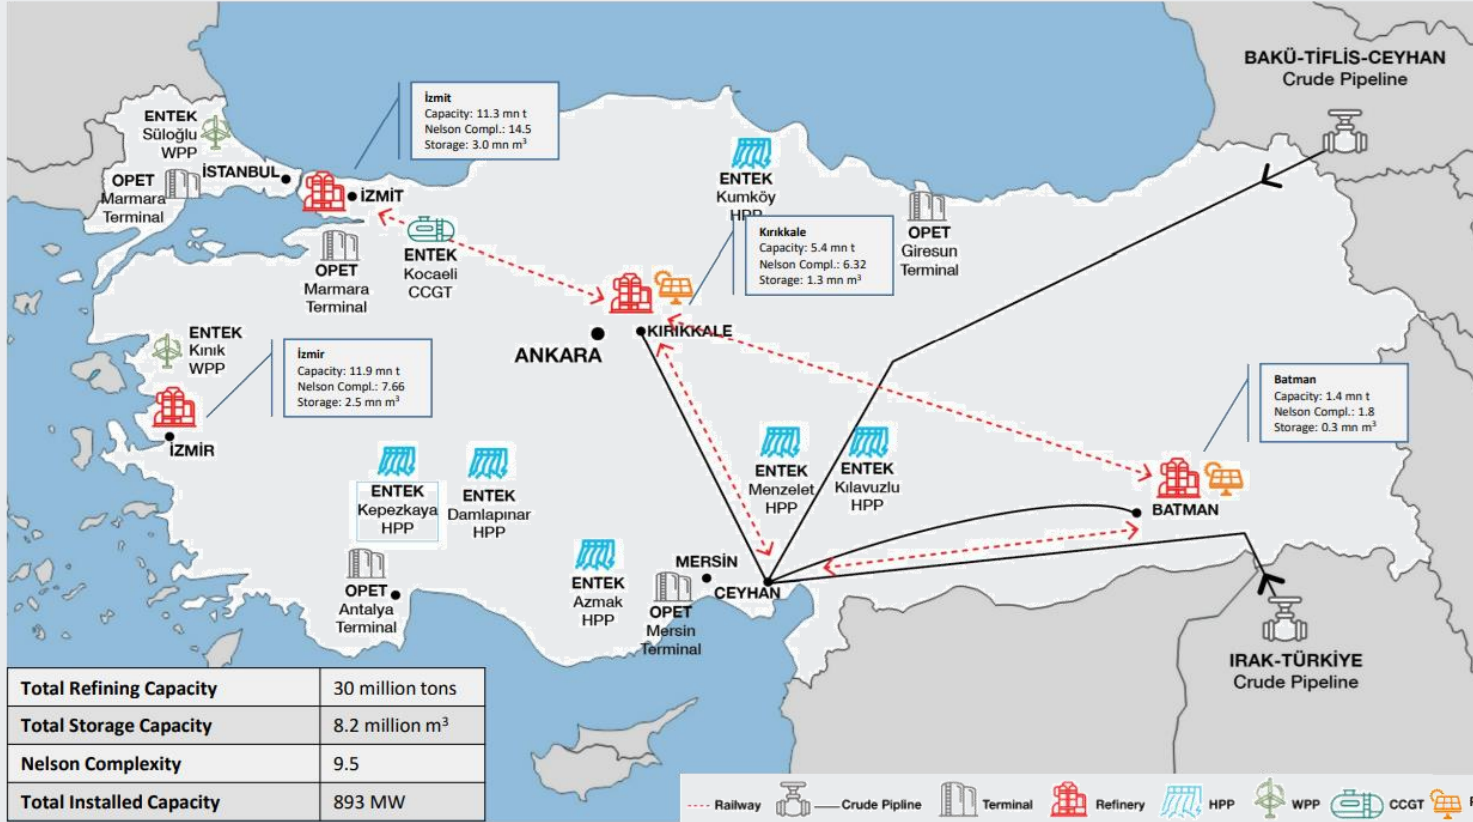 BAKÜ-TİFLİS-CEYHAN
Crude Pipeline
İzmit
Capacity: 11.3 mn t
Nelson Compl.: 14.5
Storage: 3.0 mn m³
ENTEK
Süloğlu
WPP
OPET
Marmara
Terminal
İSTANBUL
İZMİT
ENTEK
Kumköy
HPP
OPET
Giresun
Terminal
OPET
Marmara
Terminal
ENTEK
Kocaeli
CCGT
Kırıkkale
Capacity: 5.4 mn t
Nelson Compl.: 6.32
Storage: 1.3 mn m³
KIRIKKALE
ANKARA
ENTEK
Kınık
WPP
İzmir
Capacity: 11.9 mn t
Nelson Compl.: 7.66
Storage: 2.5 mn m³
İZMİR
Batman
Capacity: 1.4 mn t
Nelson Compl.: 1.8
Storage: 0.3 mn m³
BATMAN
ENTEK
Kepezkaya
HPP
ENTEK
Damlapınar
HPP
ENTEK
Menzelet
HPP
ENTEK
Kılavuzlu
HPP
OPET
Antalya
Terminal
ENTEK
Azmak
HPP
MERSİN
OPET
Mersin
Terminal
CEYHAN
IRAK-TÜRKİYE
Crude Pipeline
Total Refining Capacity 30 million tons
Total Storage Capacity 8.2 million m³
Nelson Complexity 9.5
Total Installed Capacity 893 MW
Railway Crude Pipline Terminal Refinery HPP WPP CCGT